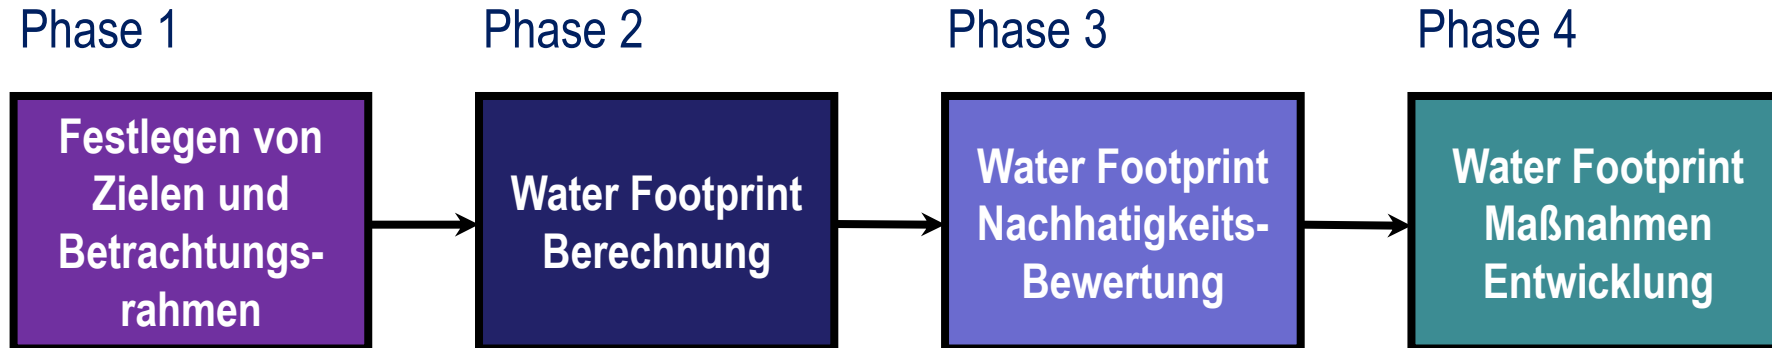 Phase 1
Phase 2
Phase 3
Phase 4
Festlegen von
Zielen und
Betrachtungs-
rahmen
Water Footprint
Berechnung
Water Footprint
Nachhatigkeits-
Bewertung
Water Footprint
Maßnahmen
Entwicklung